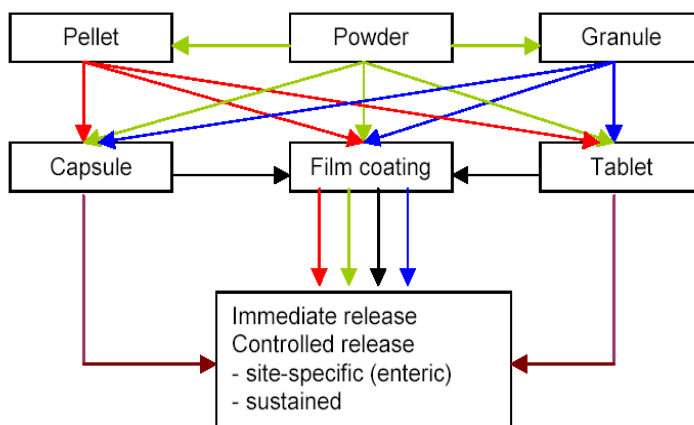 Pellet
Powder
Granule
Capsule
Film coating
Tablet
Immediate release
Controlled release
- site-specific (enteric)
- sustained